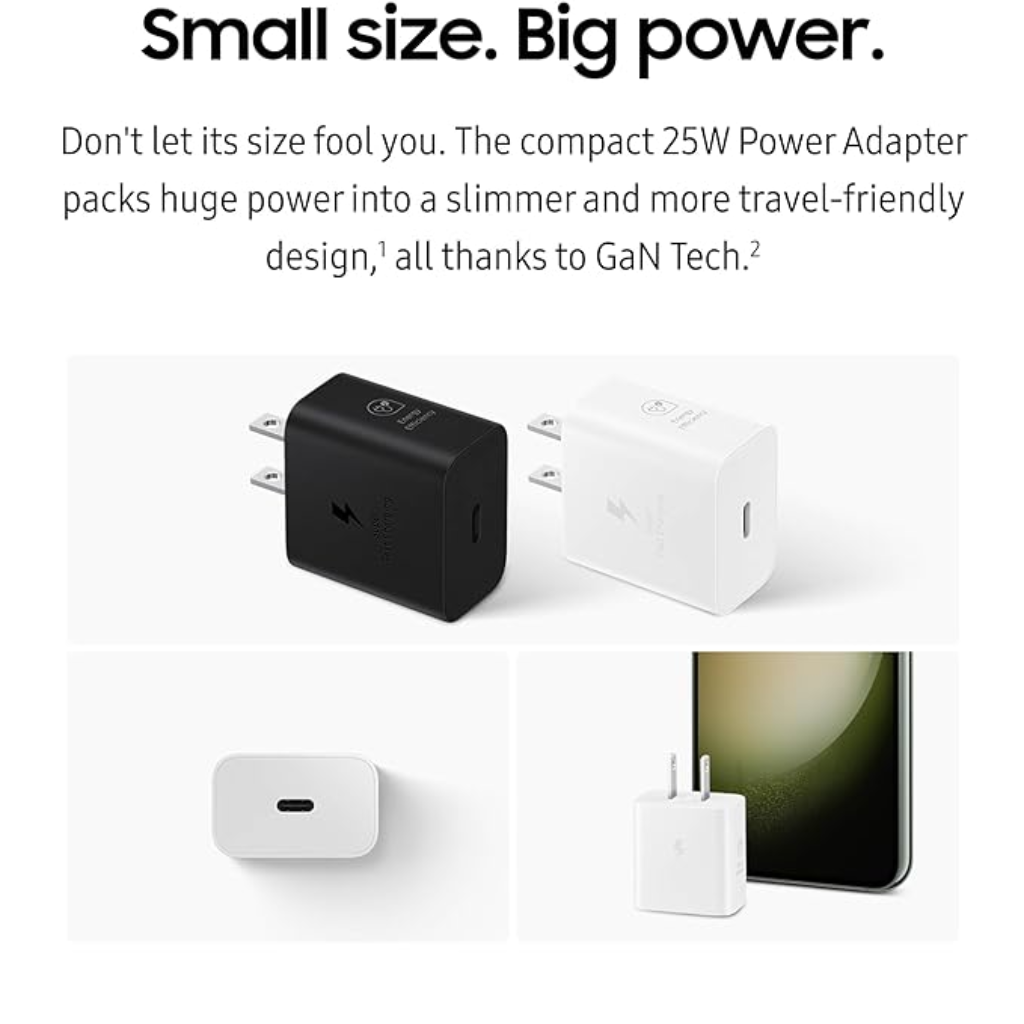 Small size. Big power.
Don't let its size fool you. The compact 25W Power Adapter
packs huge power into a slimmer and more travel-friendly
design,¹ all thanks to GaN Tech.²
Energy
Efficiency
Energy
Efficiency